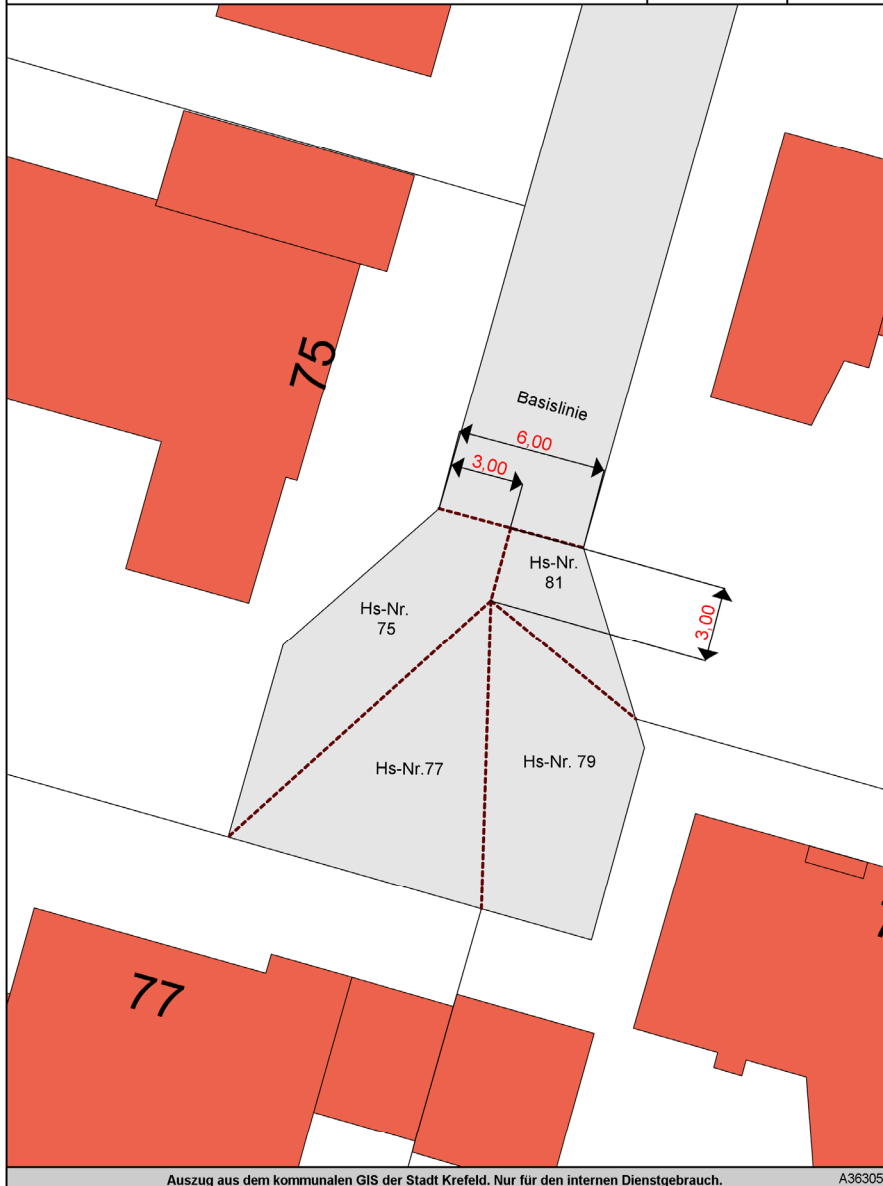 75
Basislinie
6,00
3,00
Hs-Nr.
81
Hs-Nr.
75
3,00
Hs-Nr.77
Hs-Nr. 79
77
Auszug aus dem kommunalen GIS der Stadt Krefeld. Nur für den internen Dienstgebrauch.
A36305